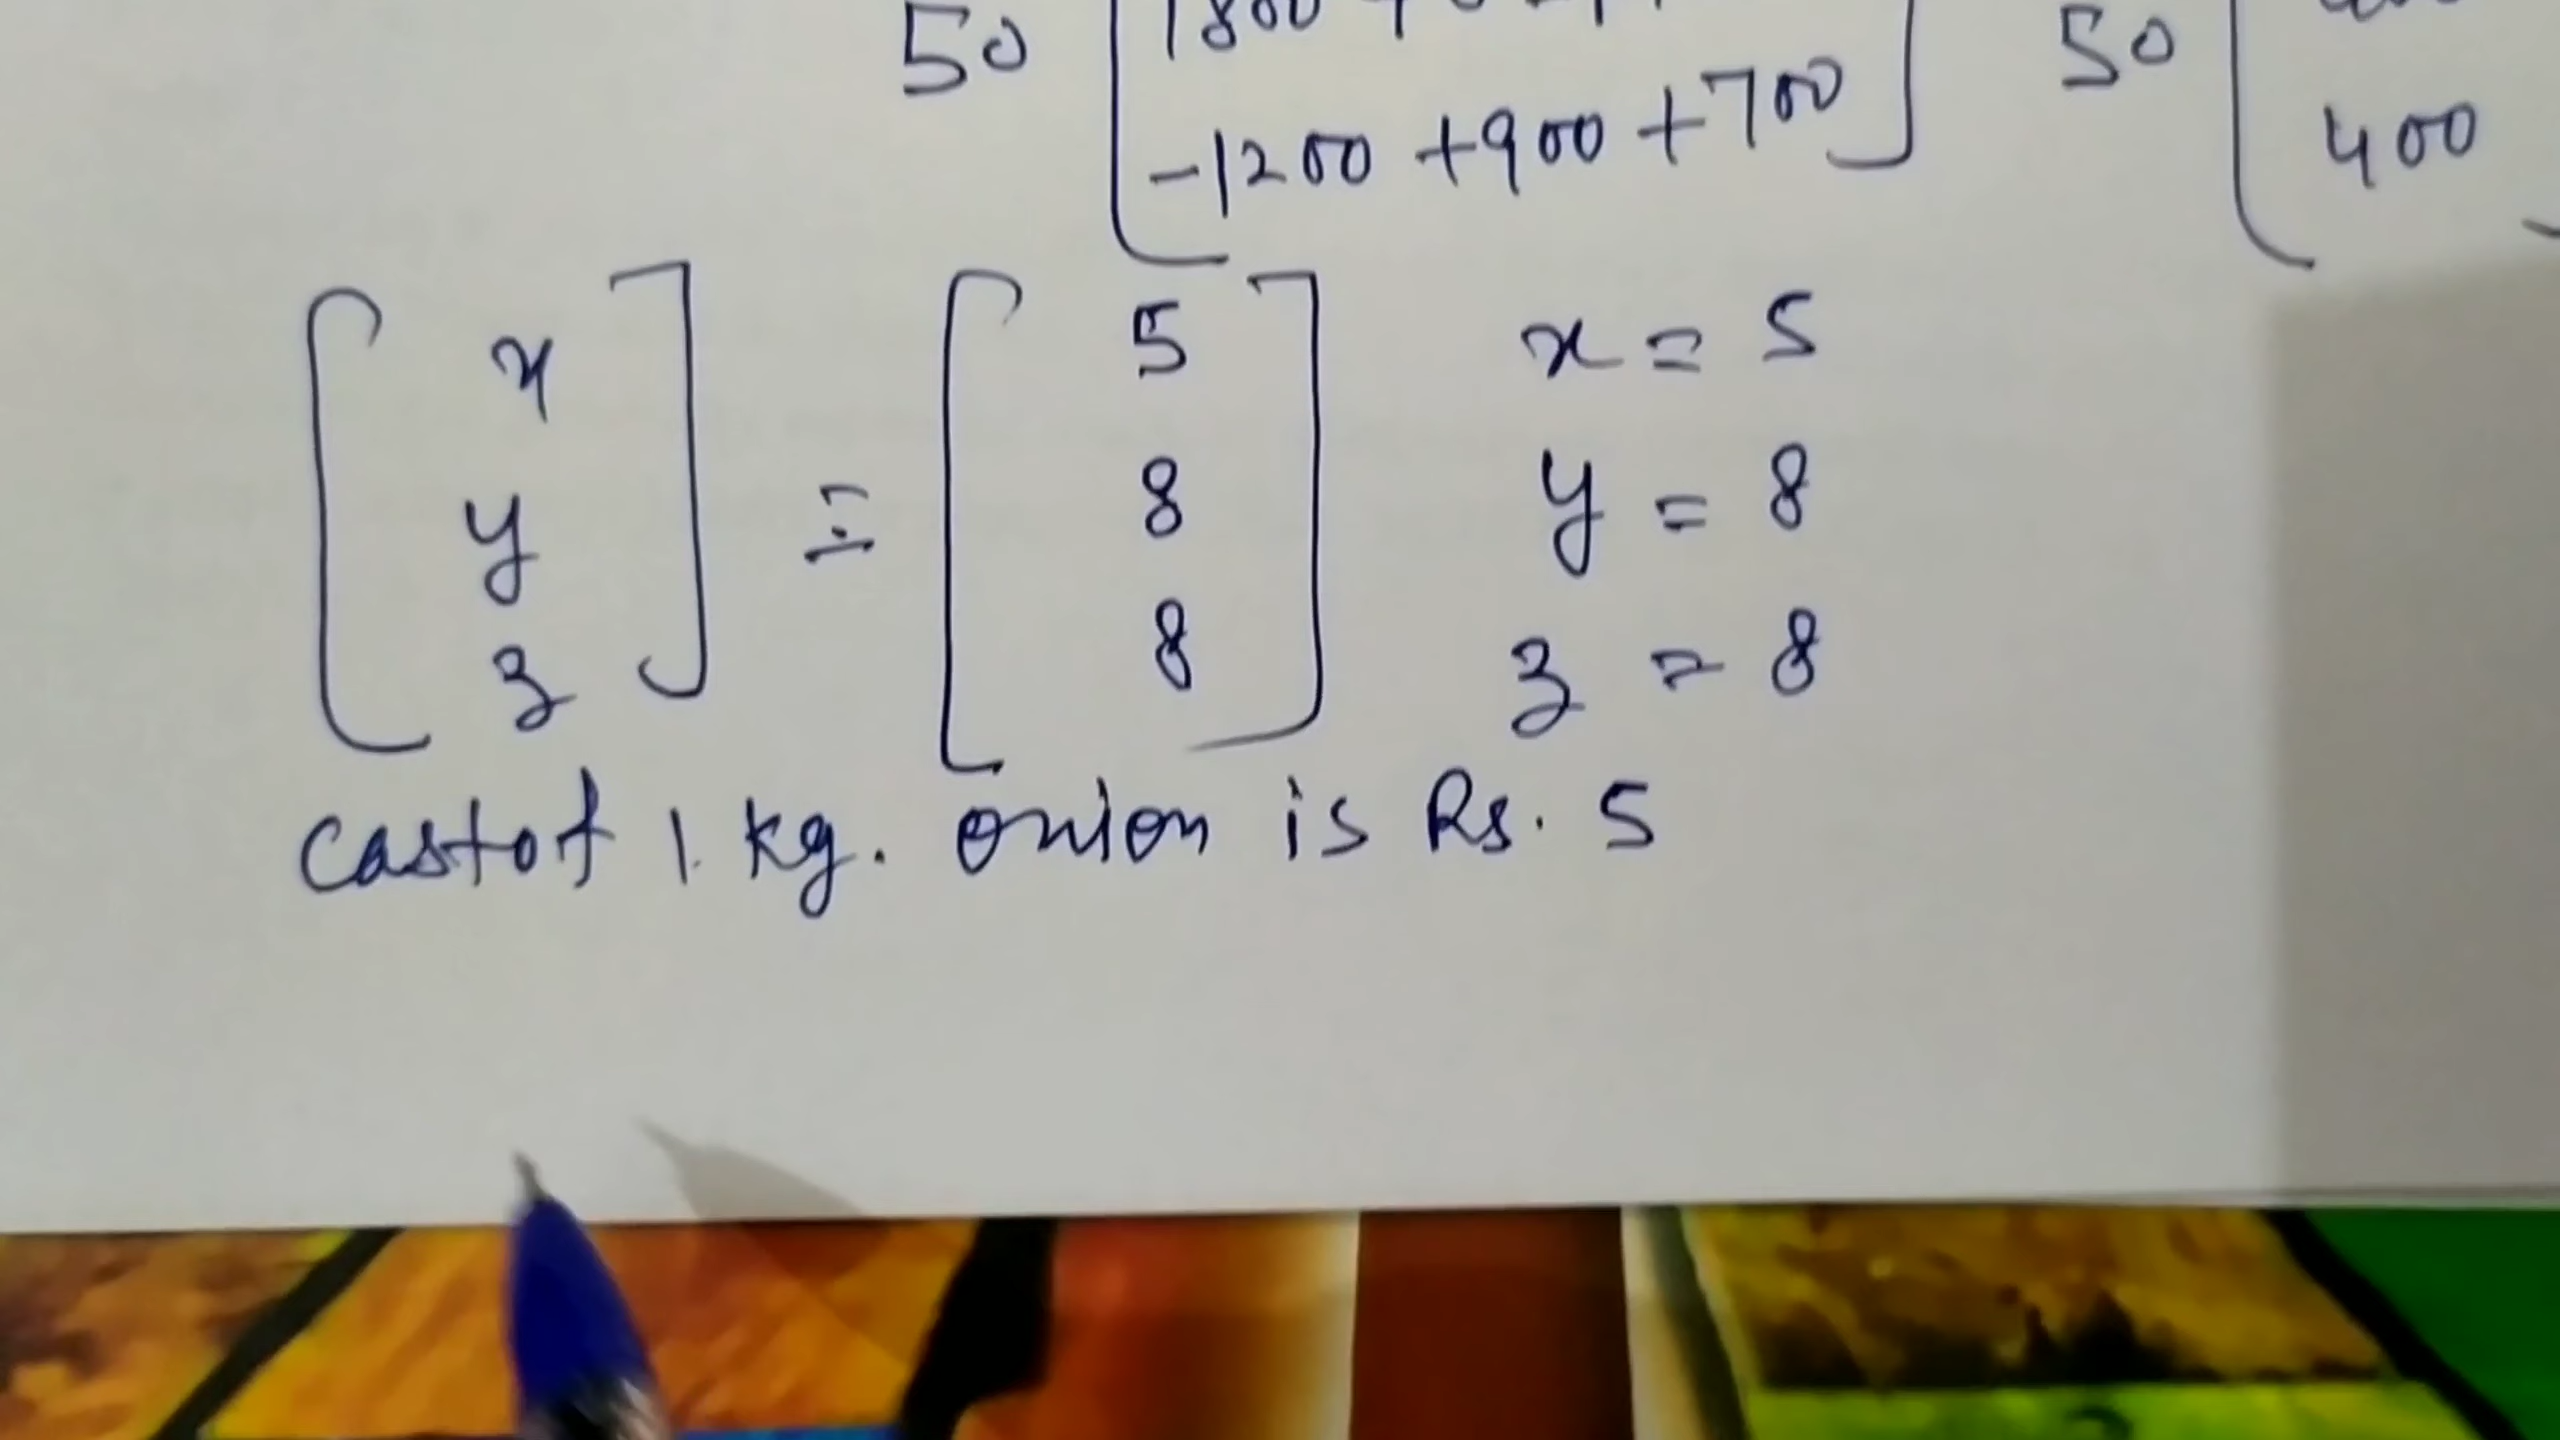 50 [ 1800 + 50 [
-1200 +900 +700 ] 400
[ x ] = [ 5 ] x = 5
y 8 y = 8
z 8 z = 8
Cost of 1 kg. onion is Rs. 5